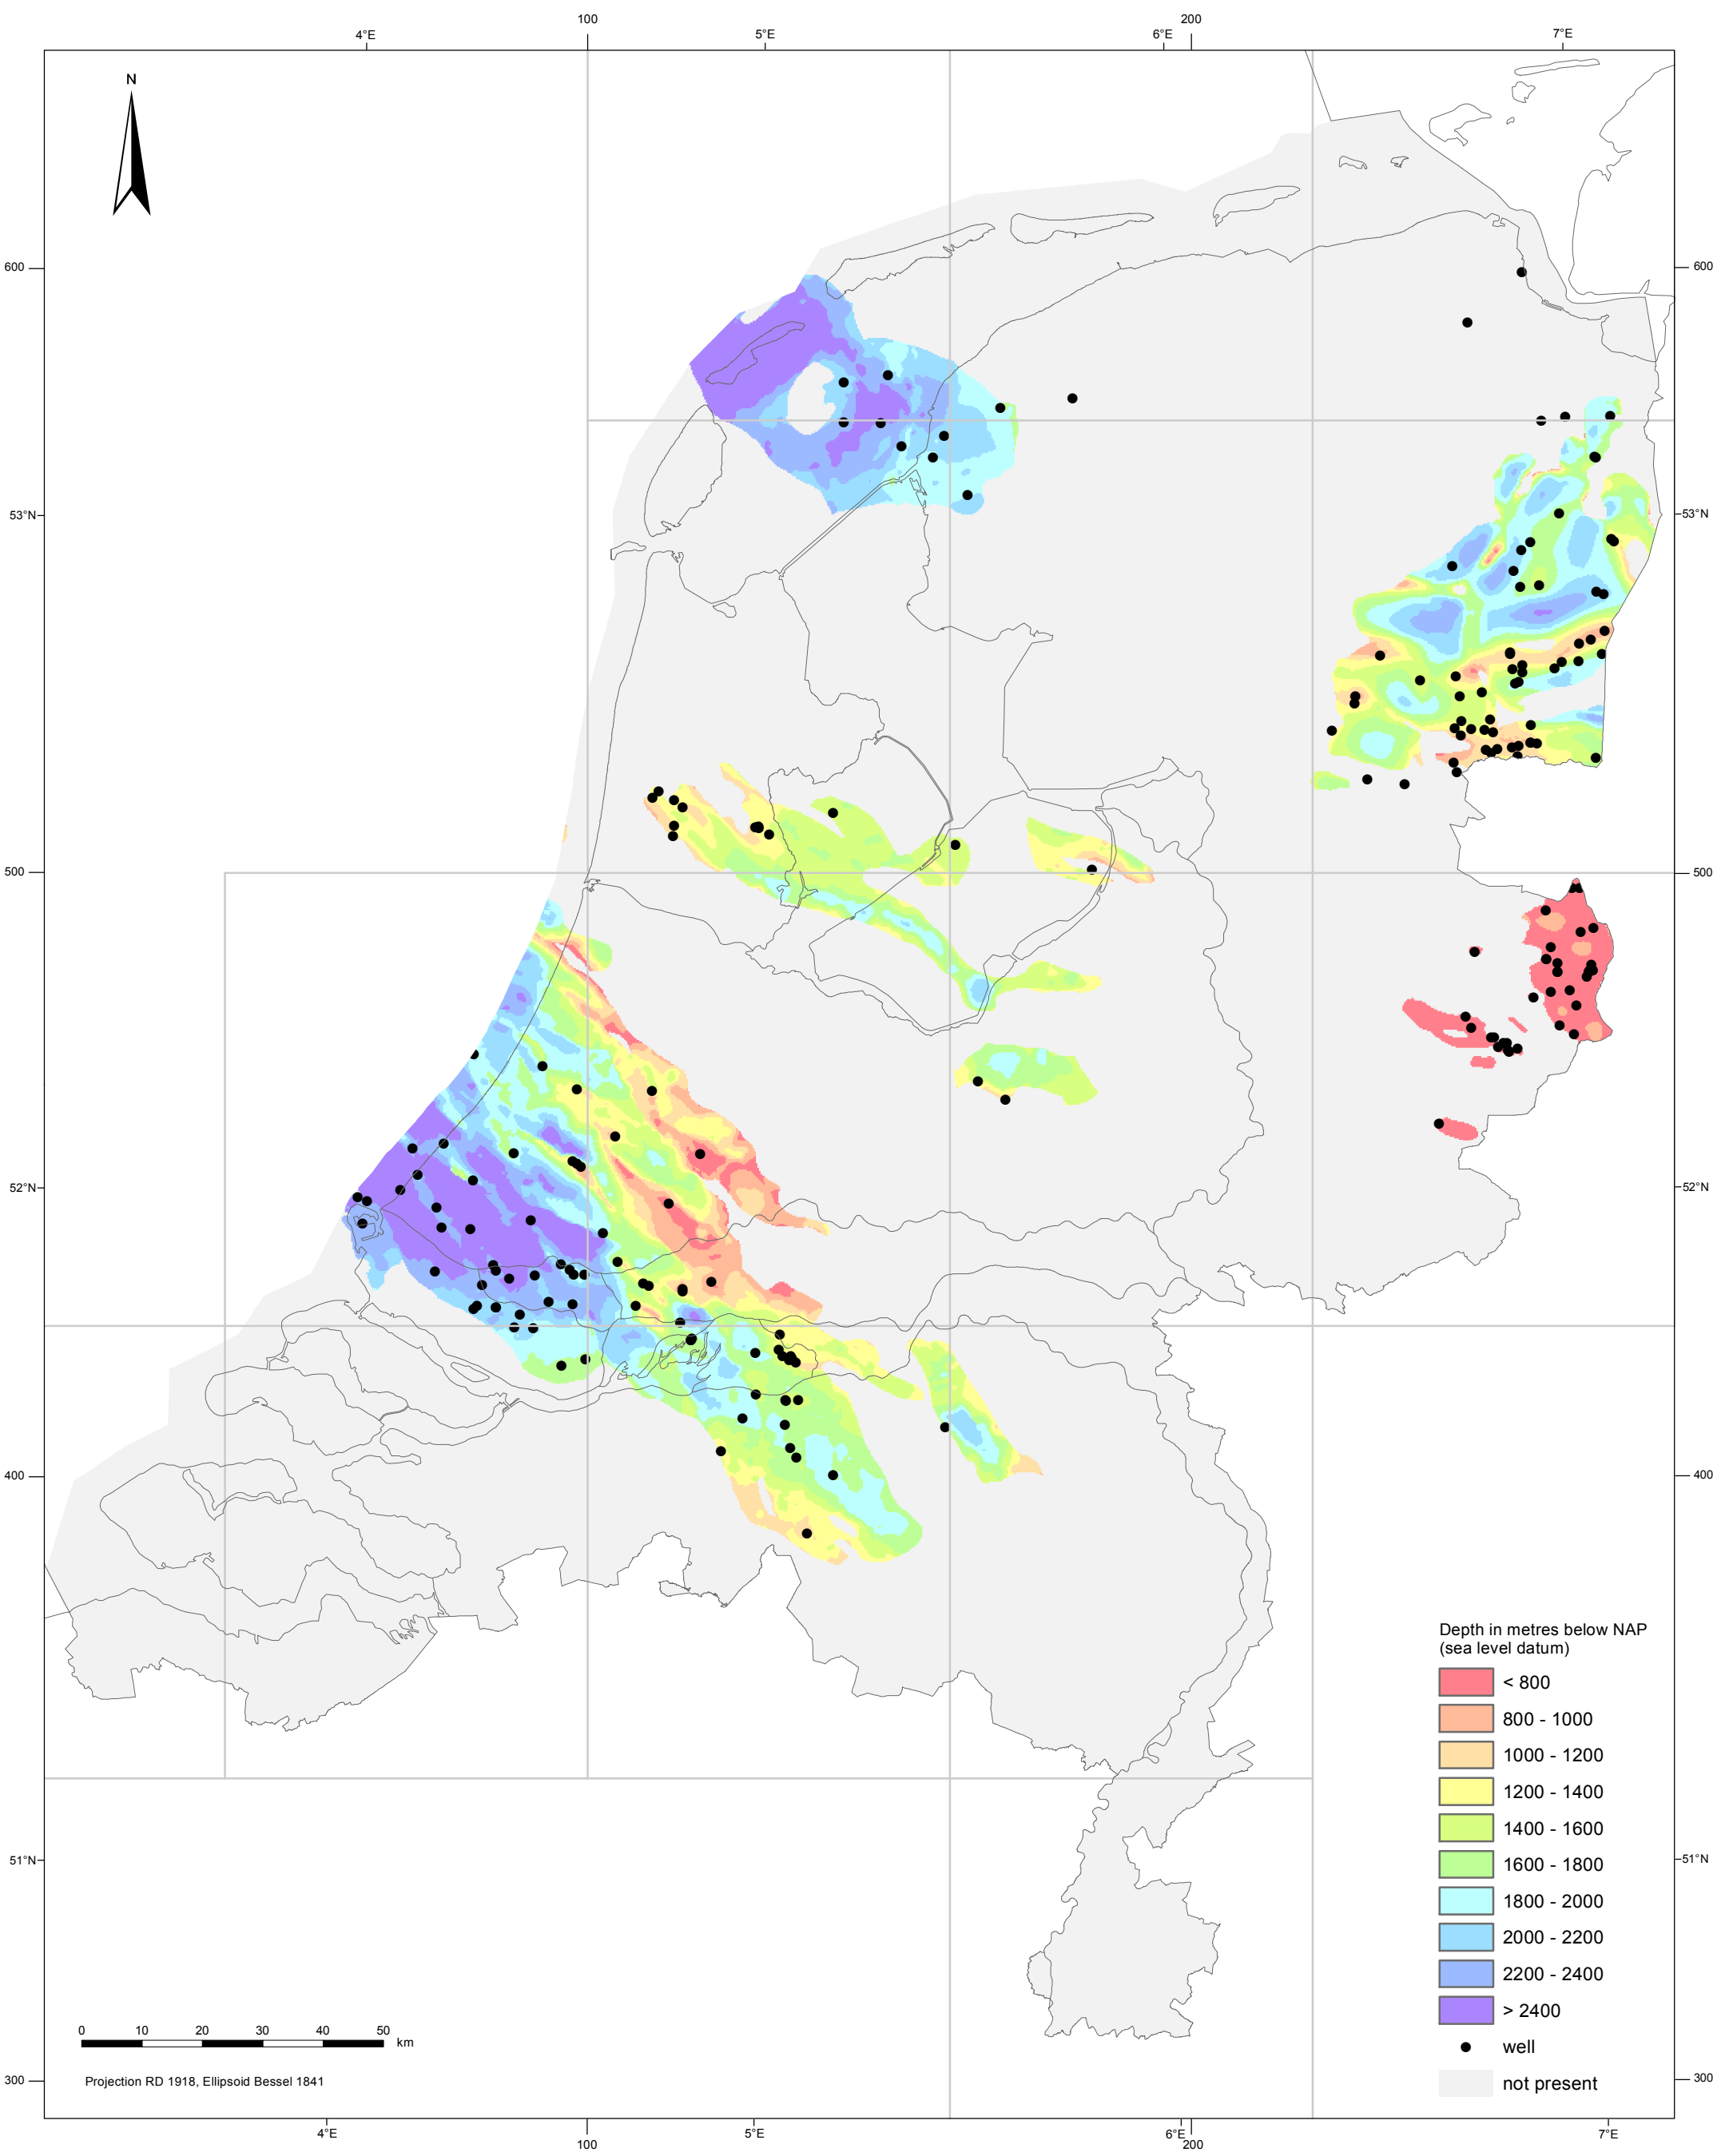 100 200
4°E 5°E 6°E 7°E
N
600 600
53°N 53°N
500 500
52°N 52°N
400 400
Depth in metres below NAP
(sea level datum)
< 800
800 - 1000
1000 - 1200
1200 - 1400
1400 - 1600
51°N 51°N
1600 - 1800
1800 - 2000
2000 - 2200
2200 - 2400
> 2400
0 10 20 30 40 50 km
well
Projection RD 1918, Ellipsoid Bessel 1841
not present
300 300
4°E 5°E 6°E 7°E
100 200